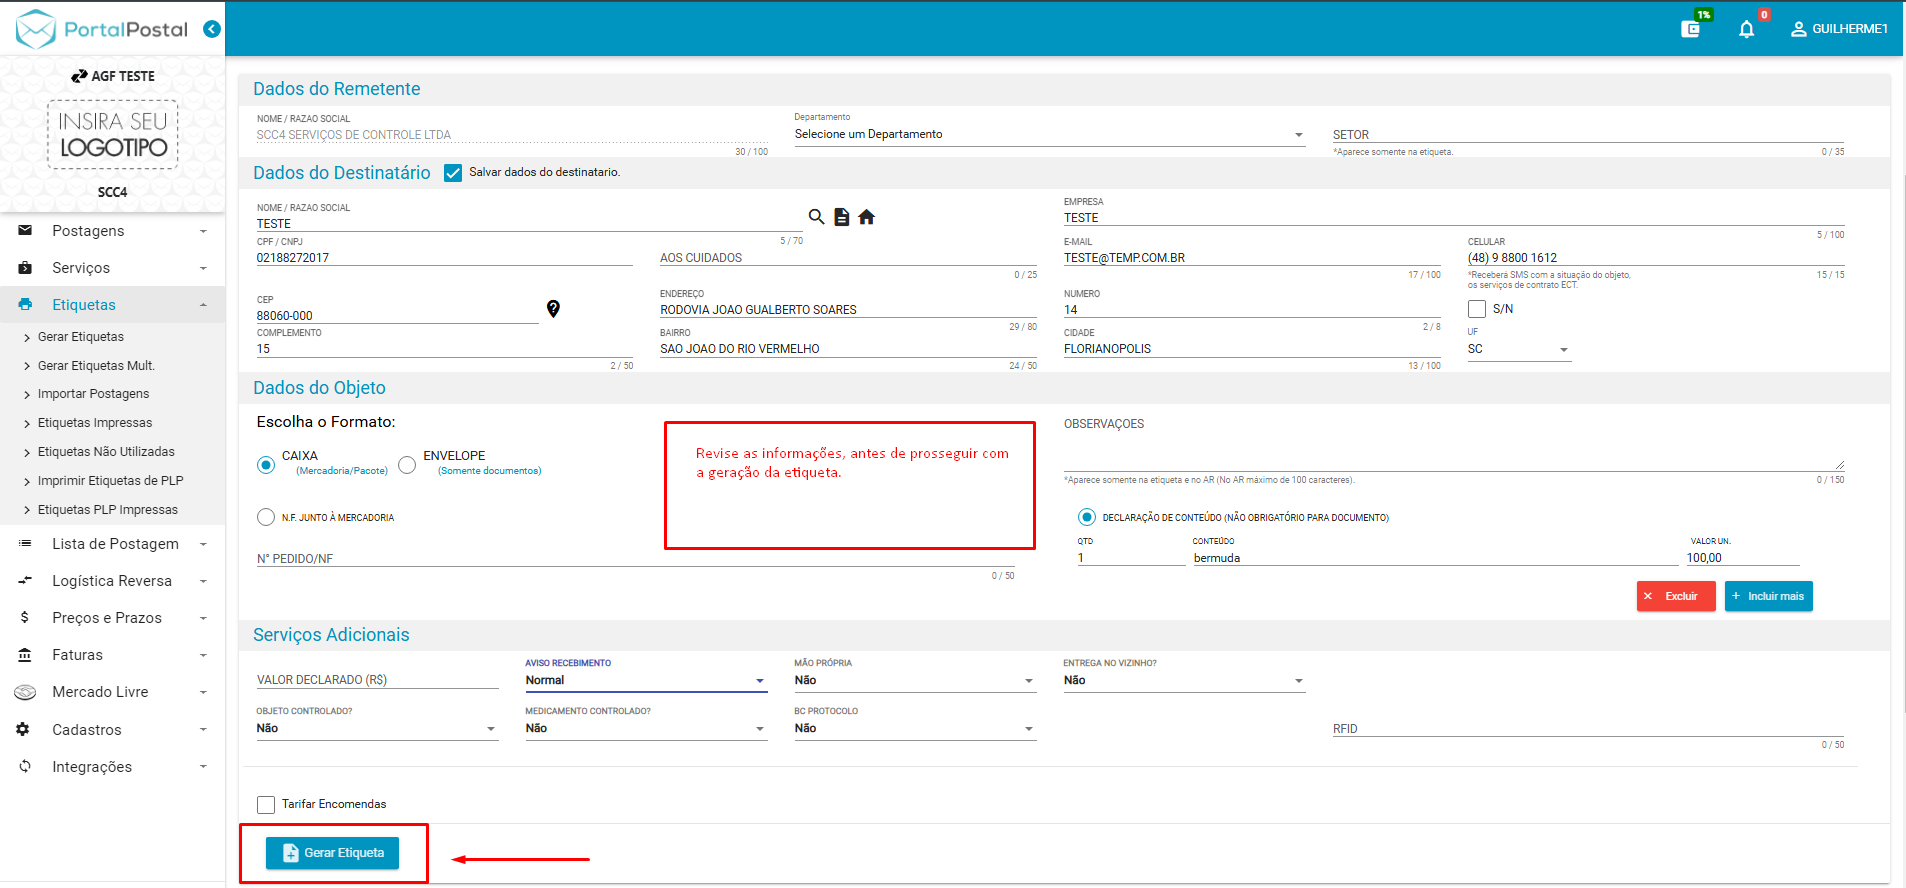 PortalPostal
1%
0
GUILHERME1
AGF TESTE
INSIRA SEU
LOGOTIPO
SCC4
Postagens
Serviços
Etiquetas
Gerar Etiquetas
Gerar Etiquetas Mult.
Importar Postagens
Etiquetas Impressas
Etiquetas Não Utilizadas
Imprimir Etiquetas de PLP
Etiquetas PLP Impressas
Lista de Postagem
Logística Reversa
Preços e Prazos
Faturas
Mercado Livre
Cadastros
Integrações
Dados do Remetente
NOME / RAZAO SOCIAL
SCC4 SERVIÇOS DE CONTROLE LTDA
30 / 100
Departamento
Selecione um Departamento
SETOR
*Aparece somente na etiqueta.
0 / 35
Dados do Destinatário
Salvar dados do destinatario.
NOME / RAZAO SOCIAL
TESTE
5 / 70
EMPRESA
TESTE
5 / 100
CPF / CNPJ
02188272017
AOS CUIDADOS
0 / 25
E-MAIL
TESTE@TEMP.COM.BR
17 / 100
CELULAR
(48) 9 8800 1612
*Receberá SMS com a situação do objeto,
os serviços de contrato ECT.
15 / 15
CEP
88060-000
ENDEREÇO
RODOVIA JOAO GUALBERTO SOARES
29 / 80
NUMERO
14
2 / 8
S/N
COMPLEMENTO
15
2 / 50
BAIRRO
SAO JOAO DO RIO VERMELHO
24 / 50
CIDADE
FLORIANOPOLIS
13 / 100
UF
SC
Dados do Objeto
Escolha o Formato:
CAIXA
(Mercadoria/Pacote)
ENVELOPE
(Somente documentos)
Revise as informações, antes de prosseguir com
a geração da etiqueta.
OBSERVAÇOES
*Aparece somente na etiqueta e no AR (No AR máximo de 100 caracteres).
0 / 150
N.F. JUNTO À MERCADORIA
DECLARAÇÃO DE CONTEÚDO (NÃO OBRIGATÓRIO PARA DOCUMENTO)
N° PEDIDO/NF
0 / 50
QTD
1
CONTEÚDO
bermuda
VALOR UN.
100,00
Excluir
Incluir mais
Serviços Adicionais
VALOR DECLARADO (R$)
AVISO RECEBIMENTO
Normal
MÃO PRÓPRIA
Não
ENTREGA NO VIZINHO?
Não
OBJETO CONTROLADO?
Não
MEDICAMENTO CONTROLADO?
Não
BC PROTOCOLO
Não
RFID
0 / 50
Tarifar Encomendas
Gerar Etiqueta